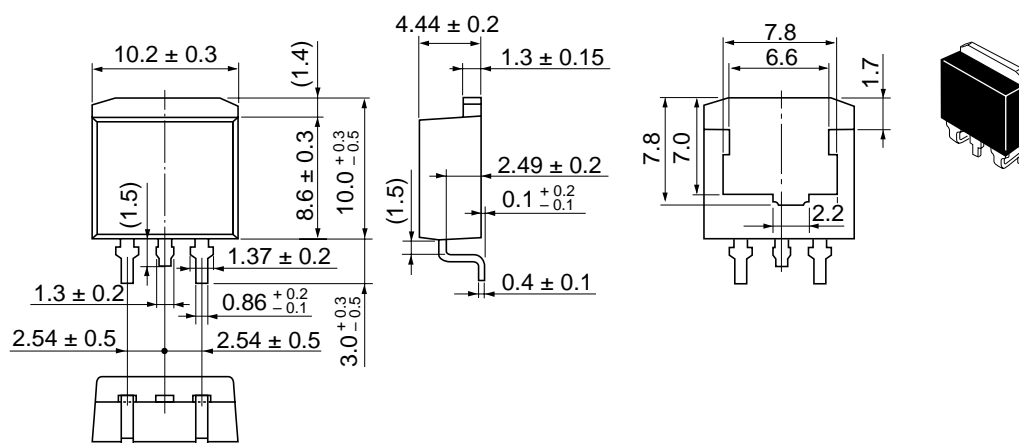 10.2 ± 0.3
(1.4)
8.6 ± 0.3
10.0 + 0.3 – 0.5
(1.5)
1.37 ± 0.2
1.3 ± 0.2
0.86 + 0.2 – 0.1
3.0 + 0.3 – 0.5
2.54 ± 0.5
2.54 ± 0.5
4.44 ± 0.2
1.3 ± 0.15
2.49 ± 0.2
(1.5)
0.1 + 0.2 – 0.1
0.4 ± 0.1
7.8
6.6
1.7
7.8
7.0
2.2